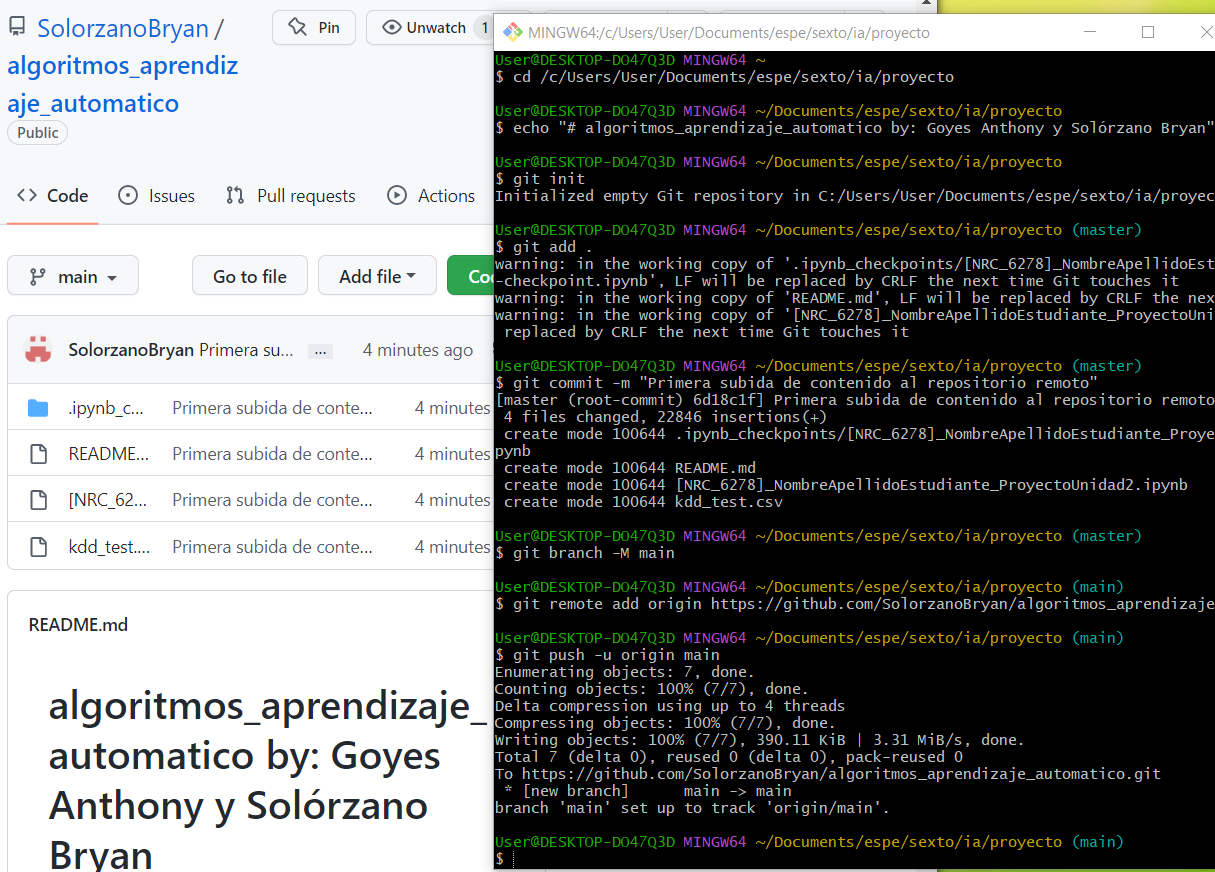 SolorzanoBryan /
algoritmos_aprendiz
aje_automatico
Public
Pin
Unwatch 1
Code
Issues
Pull requests
Actions
main
Go to file
Add file
SolorzanoBryan Primera su... ... 4 minutes ago
.ipynb_c... Primera subida de conte... 4 minutes
README... Primera subida de conte... 4 minutes
[NRC_62... Primera subida de conte... 4 minutes
kdd_test.... Primera subida de conte... 4 minutes
README.md
algoritmos_aprendizaje_
automatico by: Goyes
Anthony y Solórzano
Bryan
MINGW64:/c/Users/User/Documents/espe/sexto/ia/proyecto
User@DESKTOP-DO47Q3D MINGW64 ~
$ cd /c/Users/User/Documents/espe/sexto/ia/proyecto
User@DESKTOP-DO47Q3D MINGW64 ~/Documents/espe/sexto/ia/proyecto
$ echo "# algoritmos_aprendizaje_automatico by: Goyes Anthony y Solórzano Bryan"
User@DESKTOP-DO47Q3D MINGW64 ~/Documents/espe/sexto/ia/proyecto
$ git init
Initialized empty Git repository in C:/Users/User/Documents/espe/sexto/ia/proyec
User@DESKTOP-DO47Q3D MINGW64 ~/Documents/espe/sexto/ia/proyecto (master)
$ git add .
warning: in the working copy of '.ipynb_checkpoints/[NRC_6278]_NombreApellidoEst
-checkpoint.ipynb', LF will be replaced by CRLF the next time Git touches it
warning: in the working copy of 'README.md', LF will be replaced by CRLF the nex
warning: in the working copy of '[NRC_6278]_NombreApellidoEstudiante_ProyectoUni
replaced by CRLF the next time Git touches it
User@DESKTOP-DO47Q3D MINGW64 ~/Documents/espe/sexto/ia/proyecto (master)
$ git commit -m "Primera subida de contenido al repositorio remoto"
[master (root-commit) 6d18c1f] Primera subida de contenido al repositorio remoto
4 files changed, 22846 insertions(+)
create mode 100644 .ipynb_checkpoints/[NRC_6278]_NombreApellidoEstudiante_Proye
pynb
create mode 100644 README.md
create mode 100644 [NRC_6278]_NombreApellidoEstudiante_ProyectoUnidad2.ipynb
create mode 100644 kdd_test.csv
User@DESKTOP-DO47Q3D MINGW64 ~/Documents/espe/sexto/ia/proyecto (master)
$ git branch -M main
User@DESKTOP-DO47Q3D MINGW64 ~/Documents/espe/sexto/ia/proyecto (main)
$ git remote add origin https://github.com/SolorzanoBryan/algoritmos_aprendizaje
User@DESKTOP-DO47Q3D MINGW64 ~/Documents/espe/sexto/ia/proyecto (main)
$ git push -u origin main
Enumerating objects: 7, done.
Counting objects: 100% (7/7), done.
Delta compression using up to 4 threads
Compressing objects: 100% (7/7), done.
Writing objects: 100% (7/7), 390.11 KiB | 3.31 MiB/s, done.
Total 7 (delta 0), reused 0 (delta 0), pack-reused 0
To https://github.com/SolorzanoBryan/algoritmos_aprendizaje_automatico.git
* [new branch] main -> main
branch 'main' set up to track 'origin/main'.
User@DESKTOP-DO47Q3D MINGW64 ~/Documents/espe/sexto/ia/proyecto (main)
$